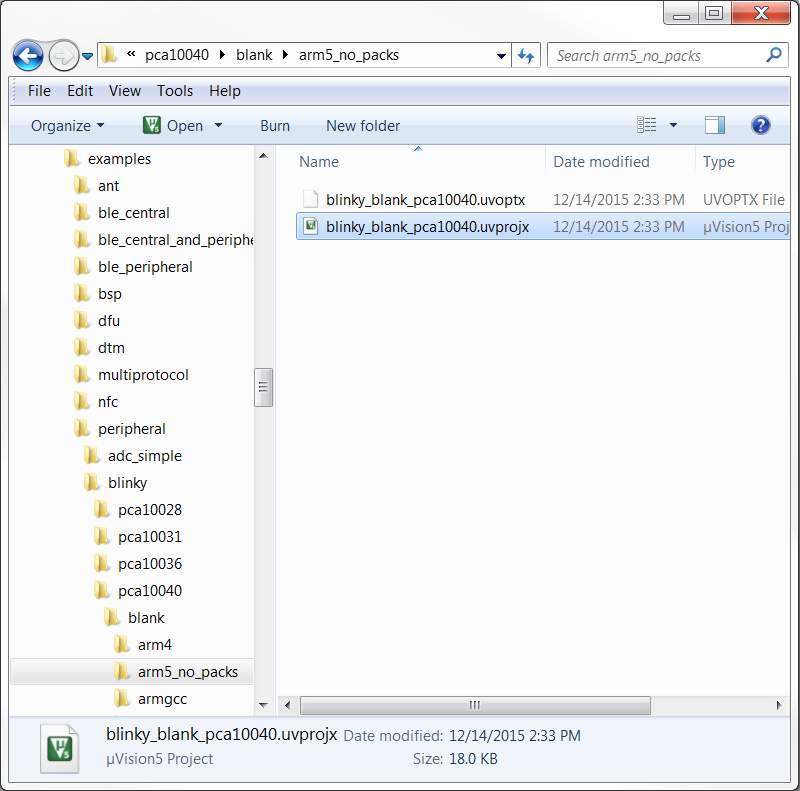 « pca10040 blank arm5_no_packs Search arm5_no_packs
File Edit View Tools Help
Organize Open Burn New folder
examples
ant
ble_central
ble_central_and_periphe
ble_peripheral
bsp
dfu
dtm
multiprotocol
nfc
peripheral
adc_simple
blinky
pca10028
pca10031
pca10036
pca10040
blank
arm4
arm5_no_packs
armgcc
Name Date modified Type
blinky_blank_pca10040.uvoptx 12/14/2015 2:33 PM UVOPTX File
blinky_blank_pca10040.uvprojx 12/14/2015 2:33 PM µVision5 Proj
blinky_blank_pca10040.uvprojx Date modified: 12/14/2015 2:33 PM
µVision5 Project Size: 18.0 KB